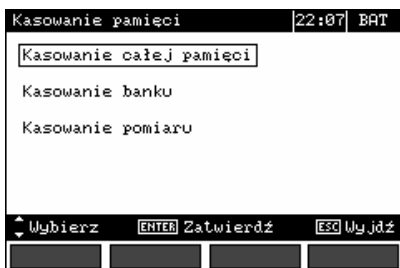 Kasowanie pamięci 22:07 BAT
Kasowanie całej pamięci
Kasowanie banku
Kasowanie pomiaru
Wybierz ENTER Zatwierdź ESC Wyjdź